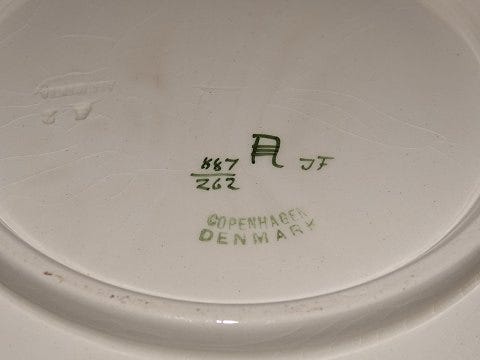 887 A JF
262
COPENHAGEN
DENMARK